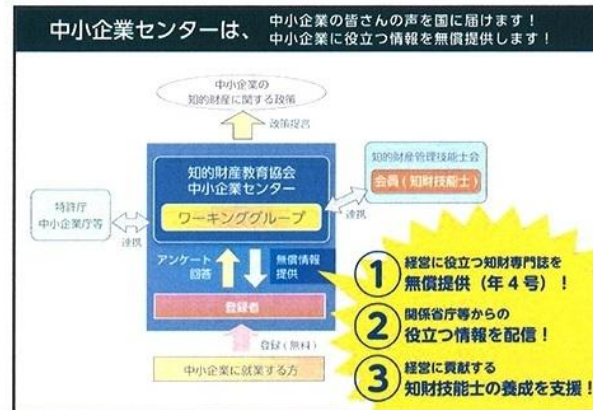 中小企業センターは、
中小企業の皆さんの声を国に届けます！
中小企業に役立つ情報を無償提供します！
中小企業の
知的財産に関する政策
政策提言
知的財産教育協会
中小企業センター
ワーキンググループ
知的財産管理技能士会
会員（知財技能士）
連携
特許庁
中小企業庁等
連携
アンケート
回答
無償情報
提供
登録者
登録（無料）
中小企業に就業する方
① 経営に役立つ知財専門誌を
無償提供（年４号）！
② 関係省庁等からの
役立つ情報を配信！
③ 経営に貢献する
知財技能士の養成を支援！